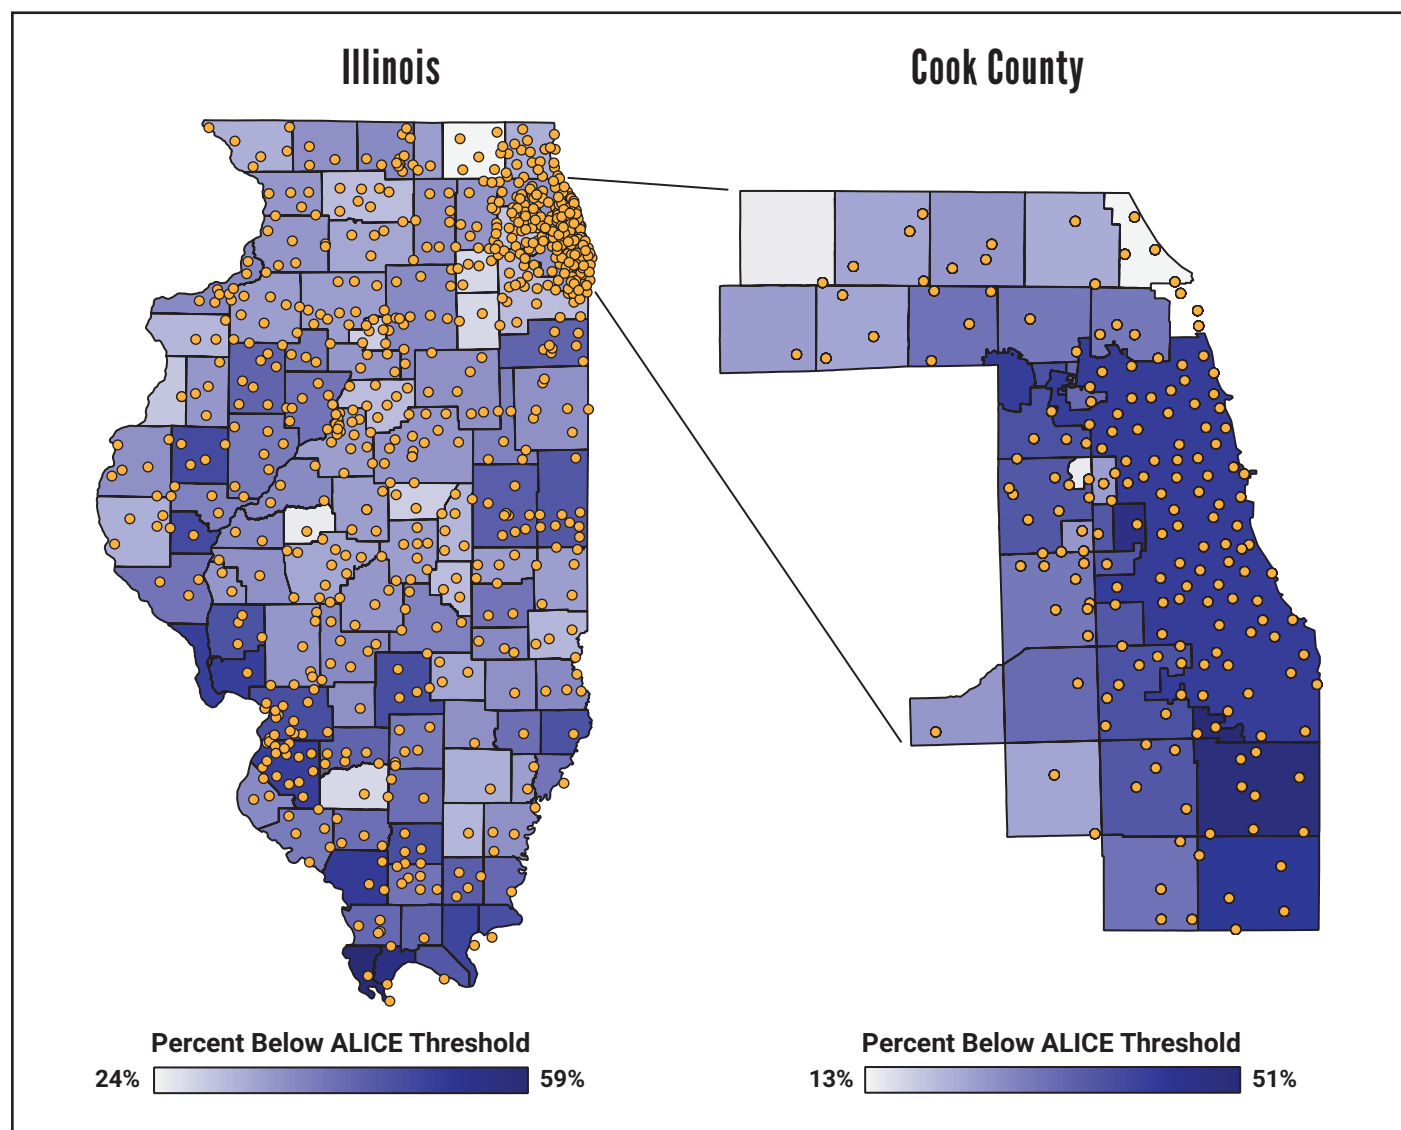 Illinois
Cook County
Percent Below ALICE Threshold
24%
59%
Percent Below ALICE Threshold
13%
51%